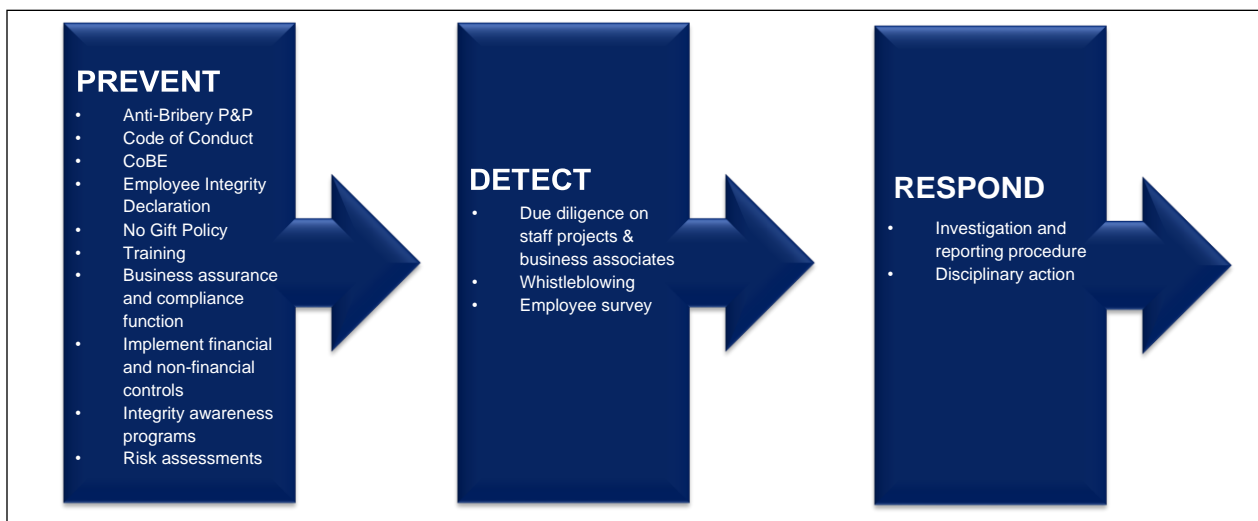 PREVENT
• Anti-Bribery P&P
• Code of Conduct
• CoBE
• Employee Integrity
Declaration
• No Gift Policy
• Training
• Business assurance
and compliance
function
• Implement financial
and non-financial
controls
• Integrity awareness
programs
• Risk assessments
DETECT
• Due diligence on
staff projects &
business associates
• Whistleblowing
• Employee survey
RESPOND
• Investigation and
reporting procedure
• Disciplinary action